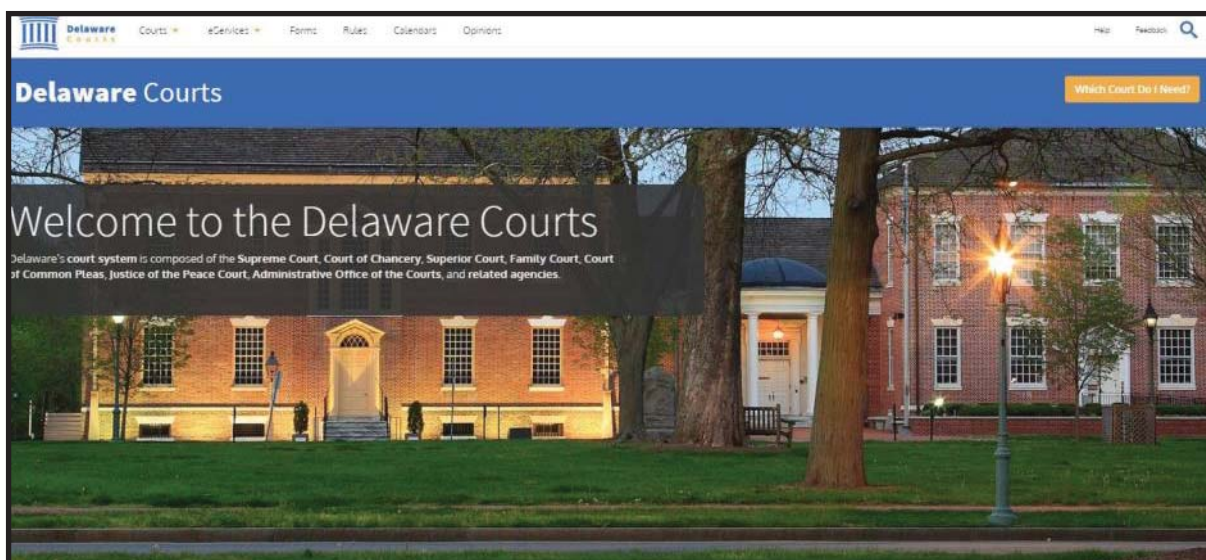 Delaware
Courts
Courts
eServices
Forms
Rules
Calendars
Opinions
Help
Feedback
Delaware Courts
Which Court Do I Need?
Welcome to the Delaware Courts
Delaware's court system is composed of the Supreme Court, Court of Chancery, Superior Court, Family Court, Court
of Common Pleas, Justice of the Peace Court, Administrative Office of the Courts, and related agencies.